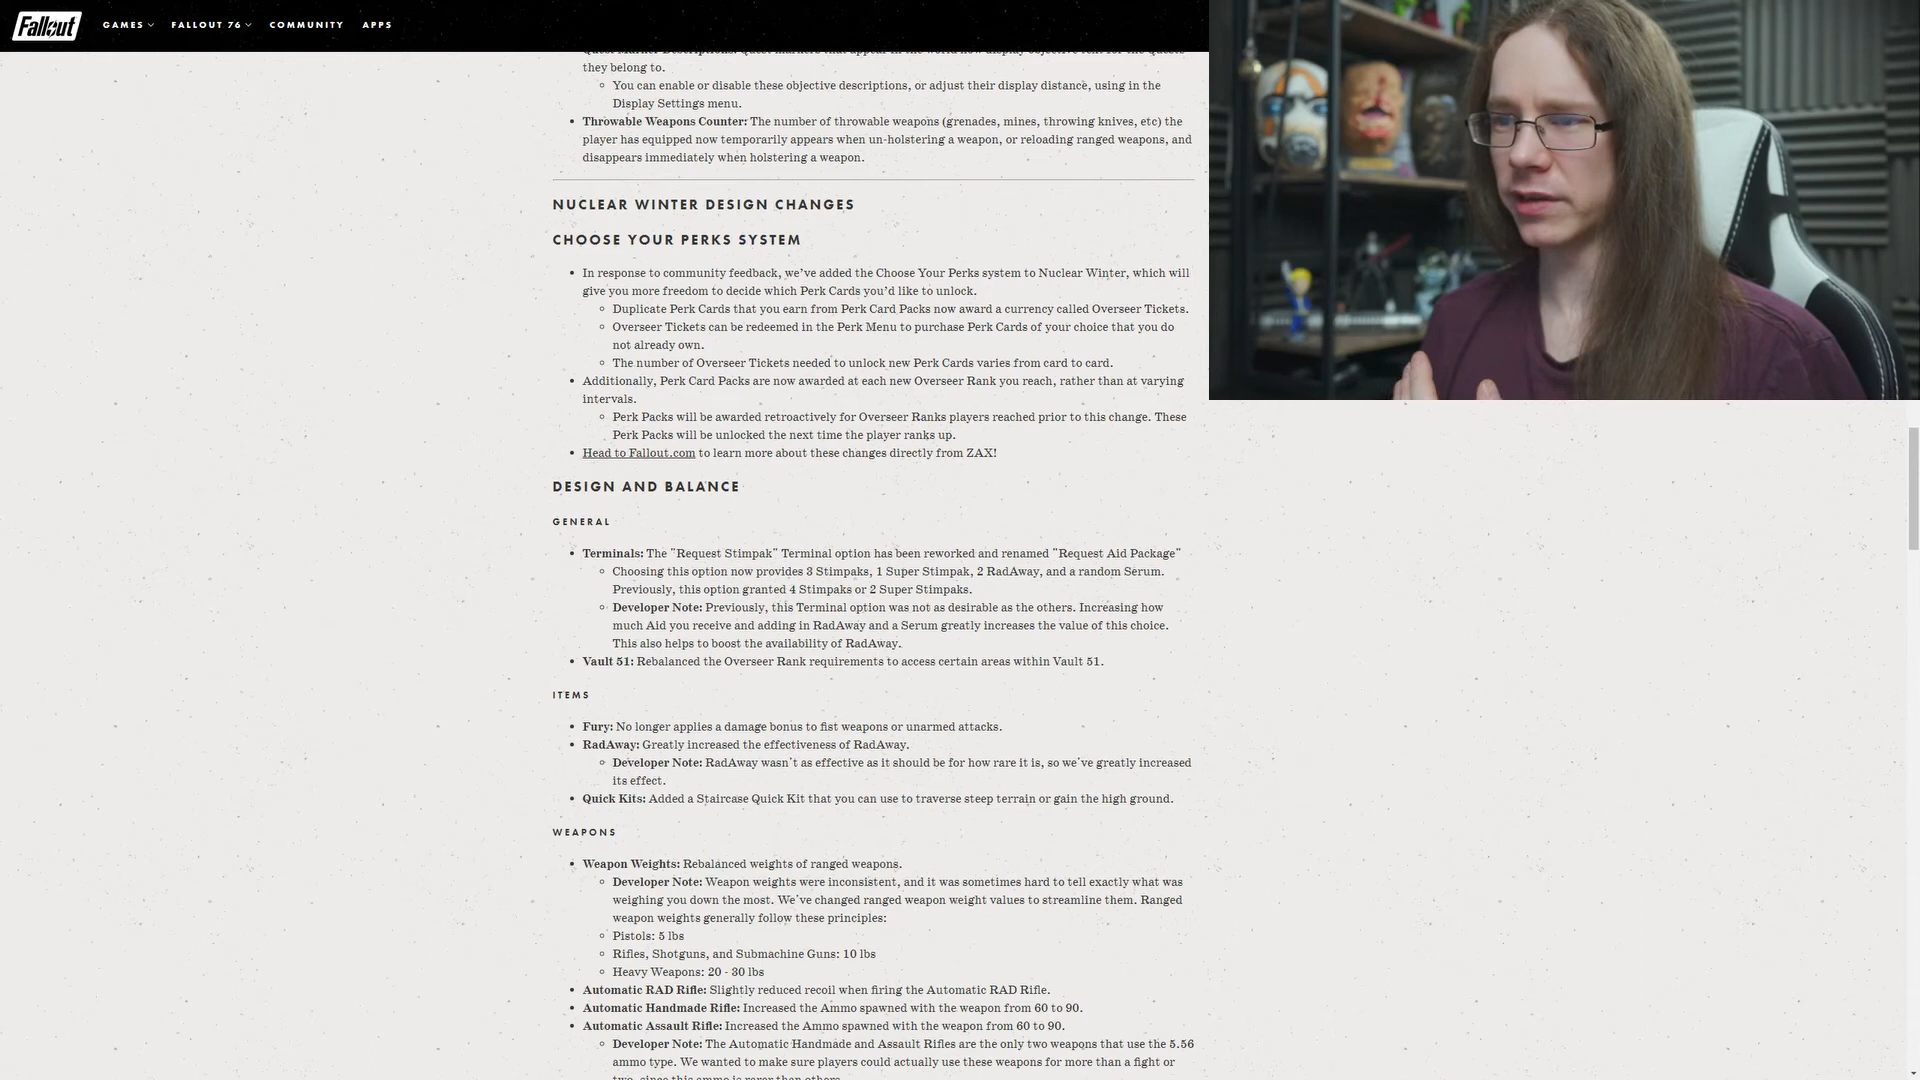 Fallout GAMES FALLOUT 76 COMMUNITY APPS
Quest Marker Descriptions: Quest markers that appear in the world now display objective text for the Quests
they belong to.
You can enable or disable these objective descriptions, or adjust their display distance, using in the
Display Settings menu.
Throwable Weapons Counter: The number of throwable weapons (grenades, mines, throwing knives, etc) the
player has equipped now temporarily appears when un-holstering a weapon, or reloading ranged weapons, and
disappears immediately when holstering a weapon.
NUCLEAR WINTER DESIGN CHANGES
CHOOSE YOUR PERKS SYSTEM
In response to community feedback, we've added the Choose Your Perks system to Nuclear Winter, which will
give you more freedom to decide which Perk Cards you'd like to unlock.
Duplicate Perk Cards that you earn from Perk Card Packs now award a currency called Overseer Tickets.
Overseer Tickets can be redeemed in the Perk Menu to purchase Perk Cards of your choice that you do
not already own.
The number of Overseer Tickets needed to unlock new Perk Cards varies from card to card.
Additionally, Perk Card Packs are now awarded at each new Overseer Rank you reach, rather than at varying
intervals.
Perk Packs will be awarded retroactively for Overseer Ranks players reached prior to this change. These
Perk Packs will be unlocked the next time the player ranks up.
Head to Fallout.com to learn more about these changes directly from ZAX!
DESIGN AND BALANCE
GENERAL
Terminals: The "Request Stimpak" Terminal option has been reworked and renamed "Request Aid Package"
Choosing this option now provides 3 Stimpaks, 1 Super Stimpak, 2 RadAway, and a random Serum.
Previously, this option granted 4 Stimpaks or 2 Super Stimpaks.
Developer Note: Previously, this Terminal option was not as desirable as the others. Increasing how
much Aid you receive and adding in RadAway and a Serum greatly increases the value of this choice.
This also helps to boost the availability of RadAway.
Vault 51: Rebalanced the Overseer Rank requirements to access certain areas within Vault 51.
ITEMS
Fury: No longer applies a damage bonus to fist weapons or unarmed attacks.
RadAway: Greatly increased the effectiveness of RadAway.
Developer Note: RadAway wasn't as effective as it should be for how rare it is, so we've greatly increased
its effect.
Quick Kits: Added a Staircase Quick Kit that you can use to traverse steep terrain or gain the high ground.
WEAPONS
Weapon Weights: Rebalanced weights of ranged weapons.
Developer Note: Weapon weights were inconsistent, and it was sometimes hard to tell exactly what was
weighing you down the most. We've changed ranged weapon weight values to streamline them. Ranged
weapon weights generally follow these principles:
Pistols: 5 lbs
Rifles, Shotguns, and Submachine Guns: 10 lbs
Heavy Weapons: 20 - 30 lbs
Automatic RAD Rifle: Slightly reduced recoil when firing the Automatic RAD Rifle.
Automatic Handmade Rifle: Increased the Ammo spawned with the weapon from 60 to 90.
Automatic Assault Rifle: Increased the Ammo spawned with the weapon from 60 to 90.
Developer Note: The Automatic Handmade and Assault Rifles are the only two weapons that use the 5.56
ammo type. We wanted to make sure players could actually use these weapons for more than a fight or
two, since this ammo is rarer than others.